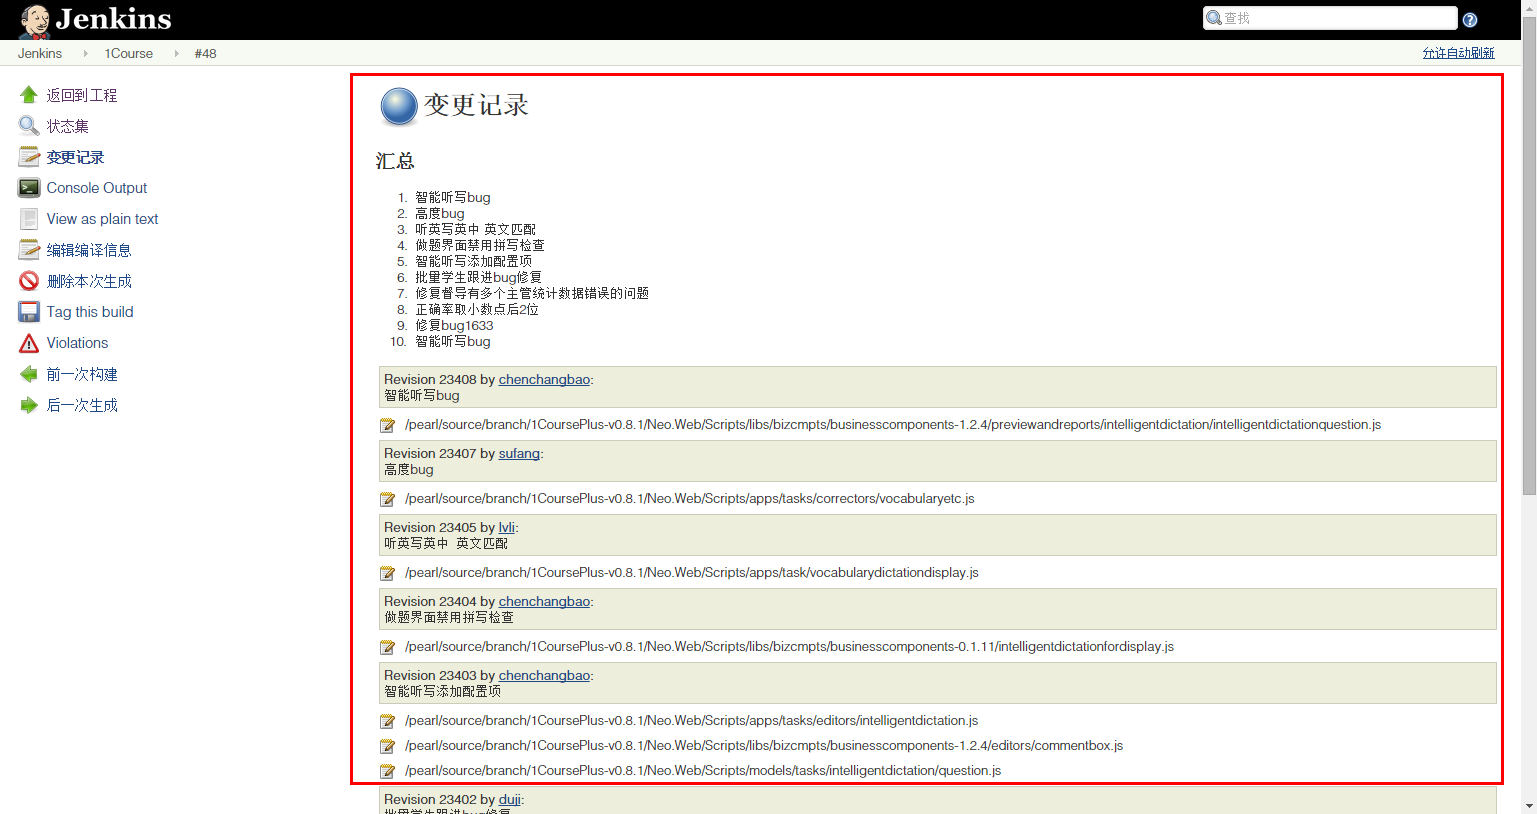 Jenkins
查找
Jenkins 1Course #48
允许自动刷新
返回到工程
状态集
变更记录
Console Output
View as plain text
编辑编译信息
删除本次生成
Tag this build
Violations
前一次构建
后一次生成
变更记录
汇总
1. 智能听写bug
2. 高度bug
3. 听英写英中 英文匹配
4. 做题界面禁用拼写检查
5. 智能听写添加配置项
6. 批量学生跟进bug修复
7. 修复督导有多个主管统计数据错误的问题
8. 正确率取小数点后2位
9. 修复bug1633
10. 智能听写bug
Revision 23408 by chenchangbao:
智能听写bug
/pearl/source/branch/1CoursePlus-v0.8.1/Neo.Web/Scripts/libs/bizcmpts/businesscomponents-1.2.4/previewandreports/intelligentdictation/intelligentdictationquestion.js
Revision 23407 by sufang:
高度bug
/pearl/source/branch/1CoursePlus-v0.8.1/Neo.Web/Scripts/apps/tasks/correctors/vocabularyetc.js
Revision 23405 by lvli:
听英写英中 英文匹配
/pearl/source/branch/1CoursePlus-v0.8.1/Neo.Web/Scripts/apps/task/vocabularydictationdisplay.js
Revision 23404 by chenchangbao:
做题界面禁用拼写检查
/pearl/source/branch/1CoursePlus-v0.8.1/Neo.Web/Scripts/libs/bizcmpts/businesscomponents-0.1.11/intelligentdictationfordisplay.js
Revision 23403 by chenchangbao:
智能听写添加配置项
/pearl/source/branch/1CoursePlus-v0.8.1/Neo.Web/Scripts/apps/tasks/editors/intelligentdictation.js
/pearl/source/branch/1CoursePlus-v0.8.1/Neo.Web/Scripts/libs/bizcmpts/businesscomponents-1.2.4/editors/commentbox.js
/pearl/source/branch/1CoursePlus-v0.8.1/Neo.Web/Scripts/models/tasks/intelligentdictation/question.js
Revision 23402 by duji:
批量学生跟进bug修复